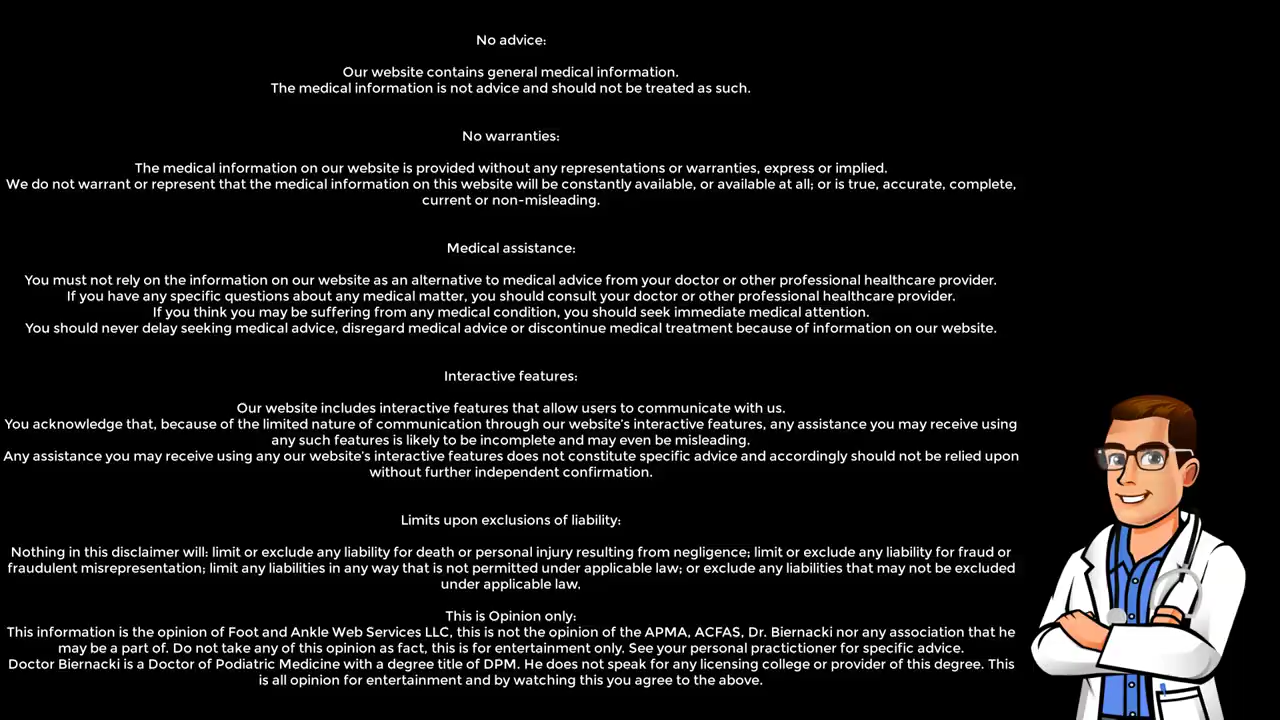 No advice:
Our website contains general medical information.
The medical information is not advice and should not be treated as such.
No warranties:
The medical information on our website is provided without any representations or warranties, express or implied.
We do not warrant or represent that the medical information on this website will be constantly available, or available at all; or is true, accurate, complete,
current or non-misleading.
Medical assistance:
You must not rely on the information on our website as an alternative to medical advice from your doctor or other professional healthcare provider.
If you have any specific questions about any medical matter, you should consult your doctor or other professional healthcare provider.
If you think you may be suffering from any medical condition, you should seek immediate medical attention.
You should never delay seeking medical advice, disregard medical advice or discontinue medical treatment because of information on our website.
Interactive features:
Our website includes interactive features that allow users to communicate with us.
You acknowledge that, because of the limited nature of communication through our website's interactive features, any assistance you may receive using
any such features is likely to be incomplete and may even be misleading.
Any assistance you may receive using any our website's interactive features does not constitute specific advice and accordingly should not be relied upon
without further independent confirmation.
Limits upon exclusions of liability:
Nothing in this disclaimer will: limit or exclude any liability for death or personal injury resulting from negligence; limit or exclude any liability for fraud or
fraudulent misrepresentation; limit any liabilities in any way that is not permitted under applicable law; or exclude any liabilities that may not be excluded
under applicable law.
This is Opinion only:
This information is the opinion of Foot and Ankle Web Services LLC, this is not the opinion of the APMA, ACFAS, Dr. Biernacki nor any association that he
may be a part of. Do not take any of this opinion as fact, this is for entertainment only. See your personal practictioner for specific advice.
Doctor Biernacki is a Doctor of Podiatric Medicine with a degree title of DPM. He does not speak for any licensing college or provider of this degree. This
is all opinion for entertainment and by watching this you agree to the above.